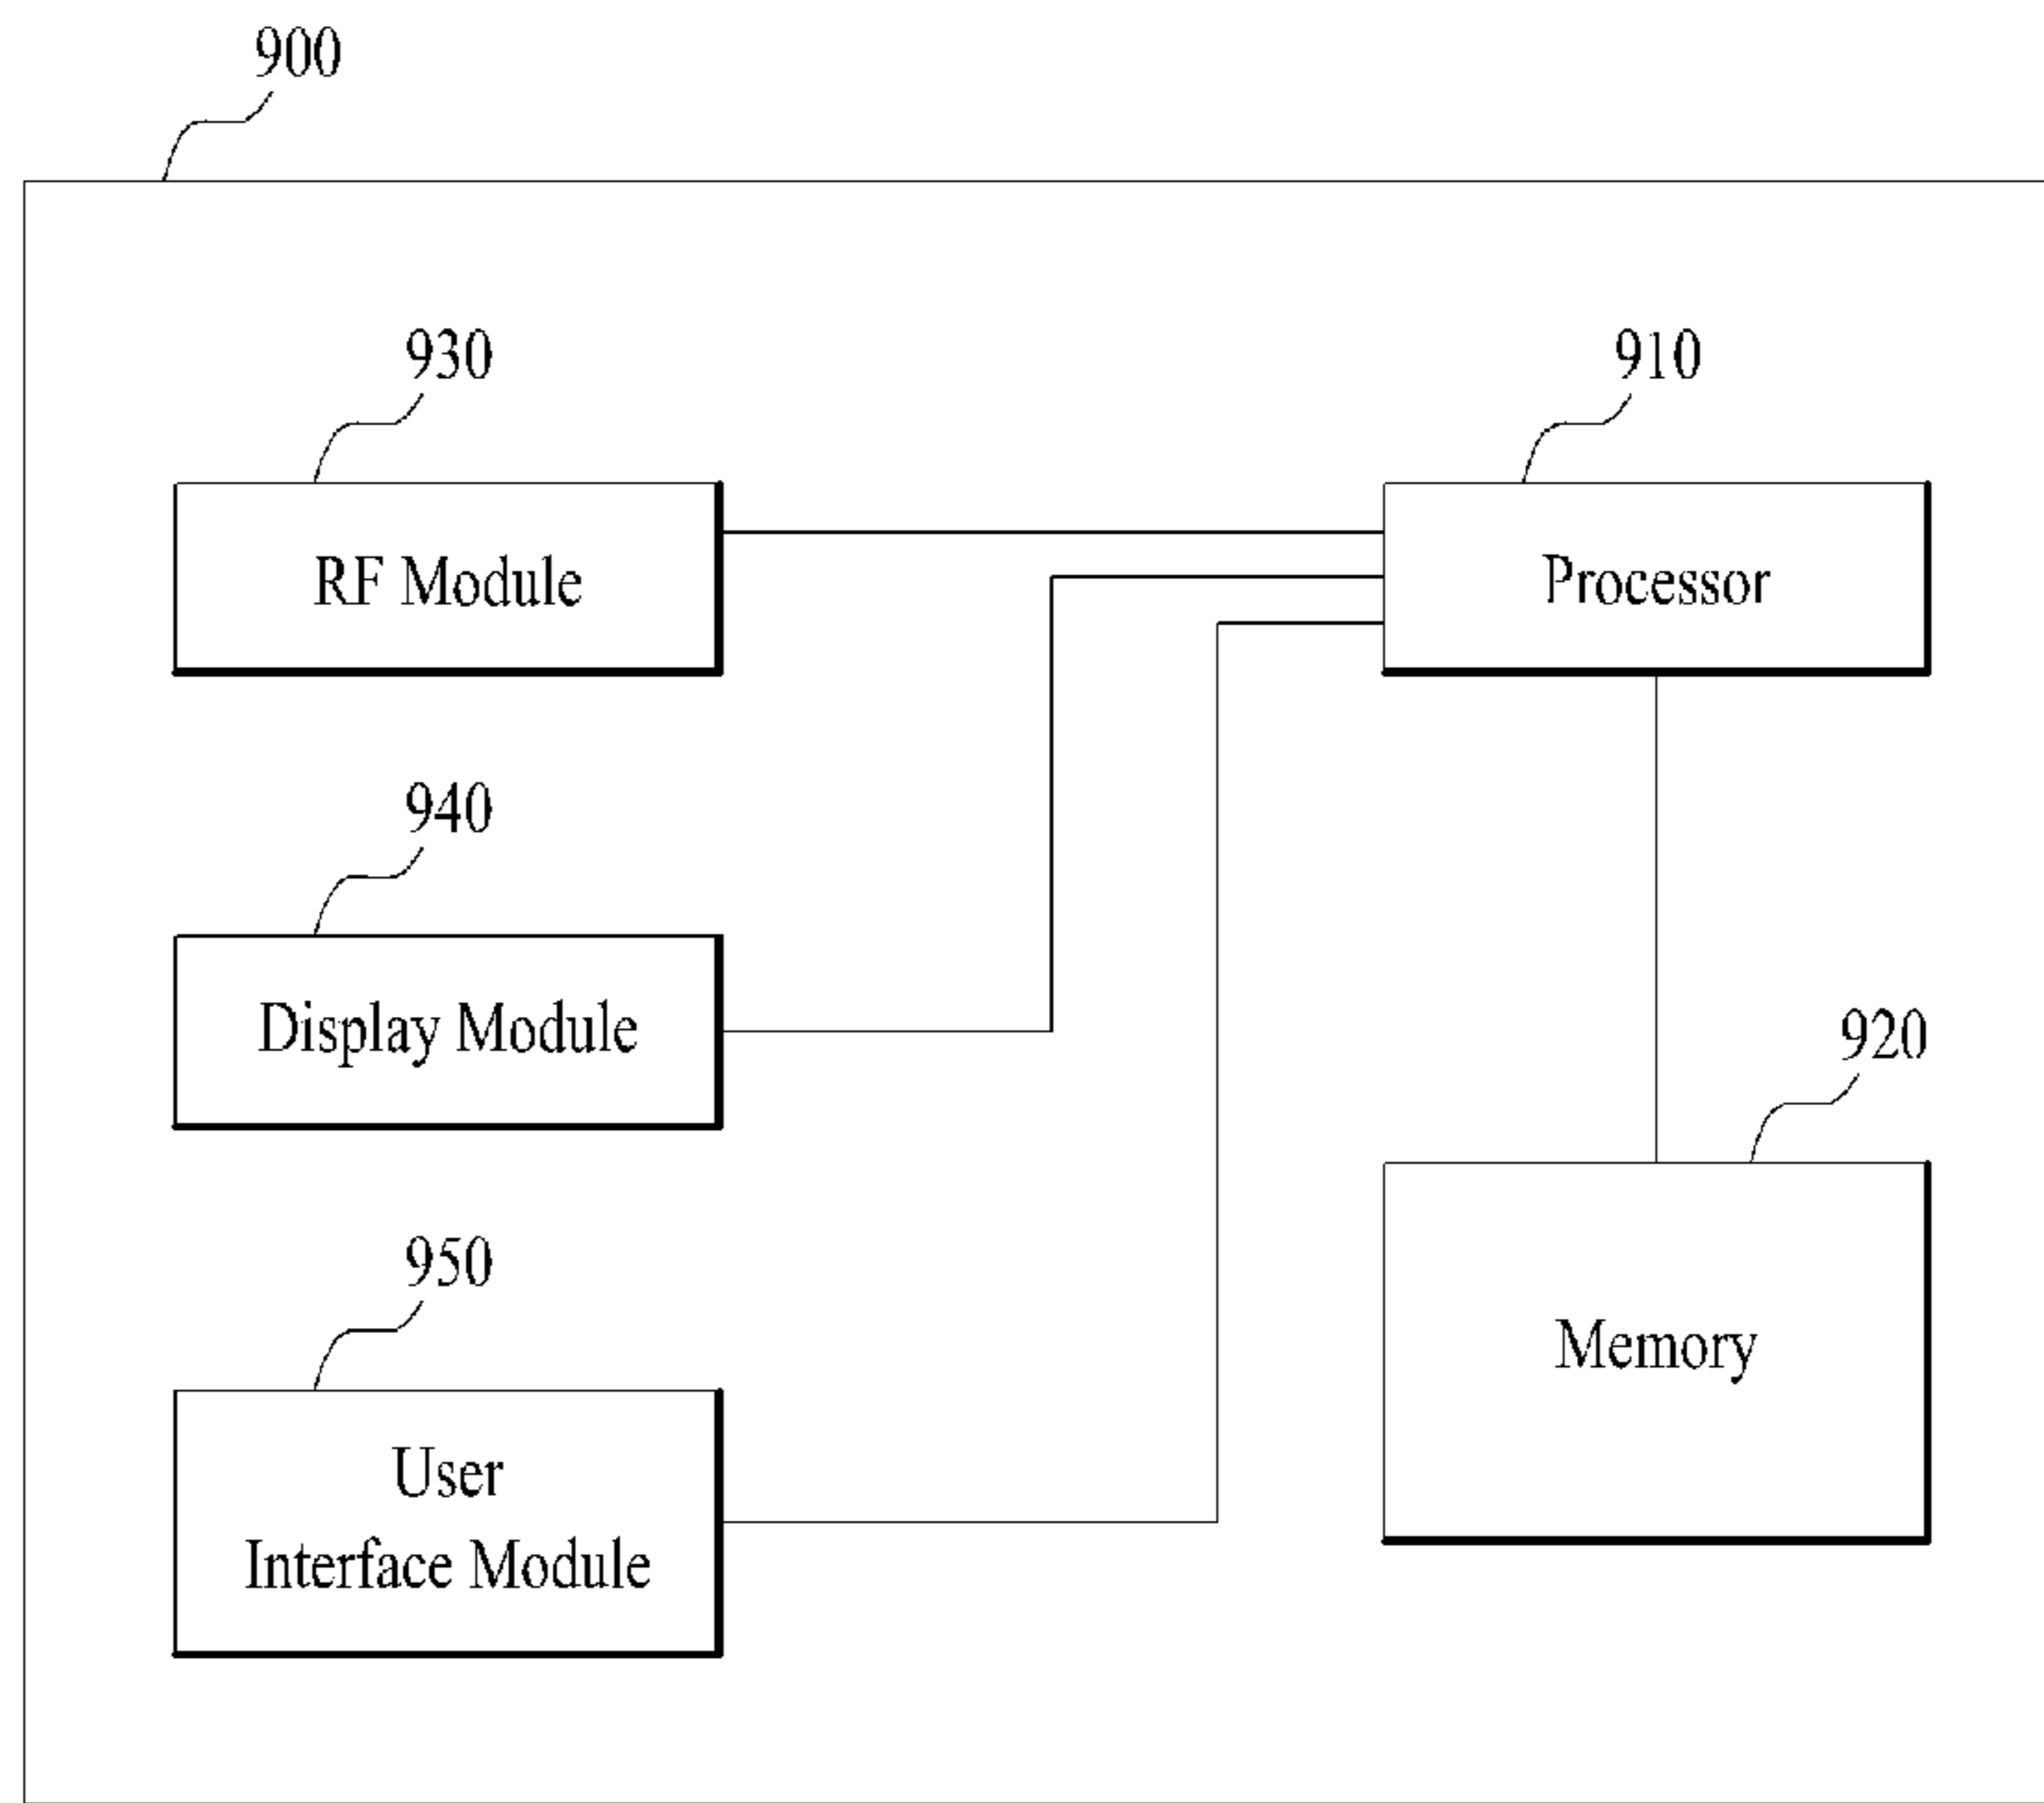 900
930
RF Module
910
Processor
940
Display Module
920
Memory
950
User
Interface Module